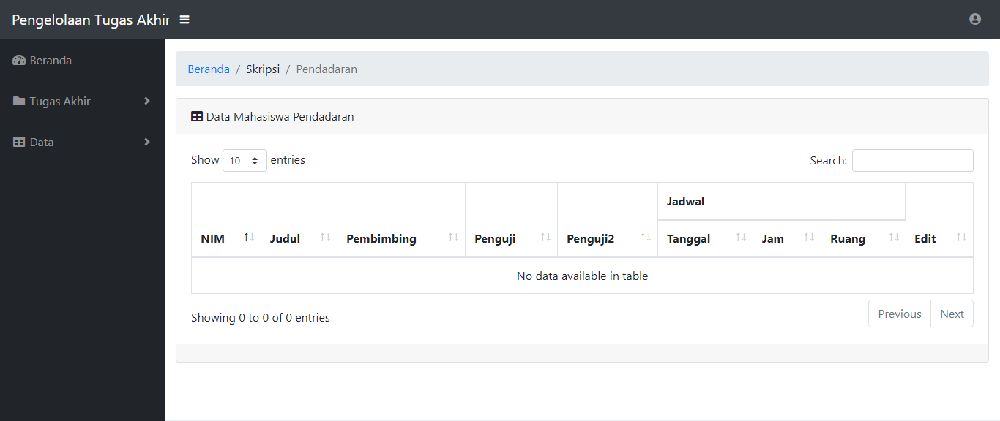 Pengelolaan Tugas Akhir
Beranda
Tugas Akhir
Data
Beranda / Skripsi / Pendadaran
Data Mahasiswa Pendadaran
Show 10 entries
Search:
Jadwal
NIM Judul Pembimbing Penguji Penguji2 Tanggal Jam Ruang Edit
No data available in table
Showing 0 to 0 of 0 entries
Previous Next